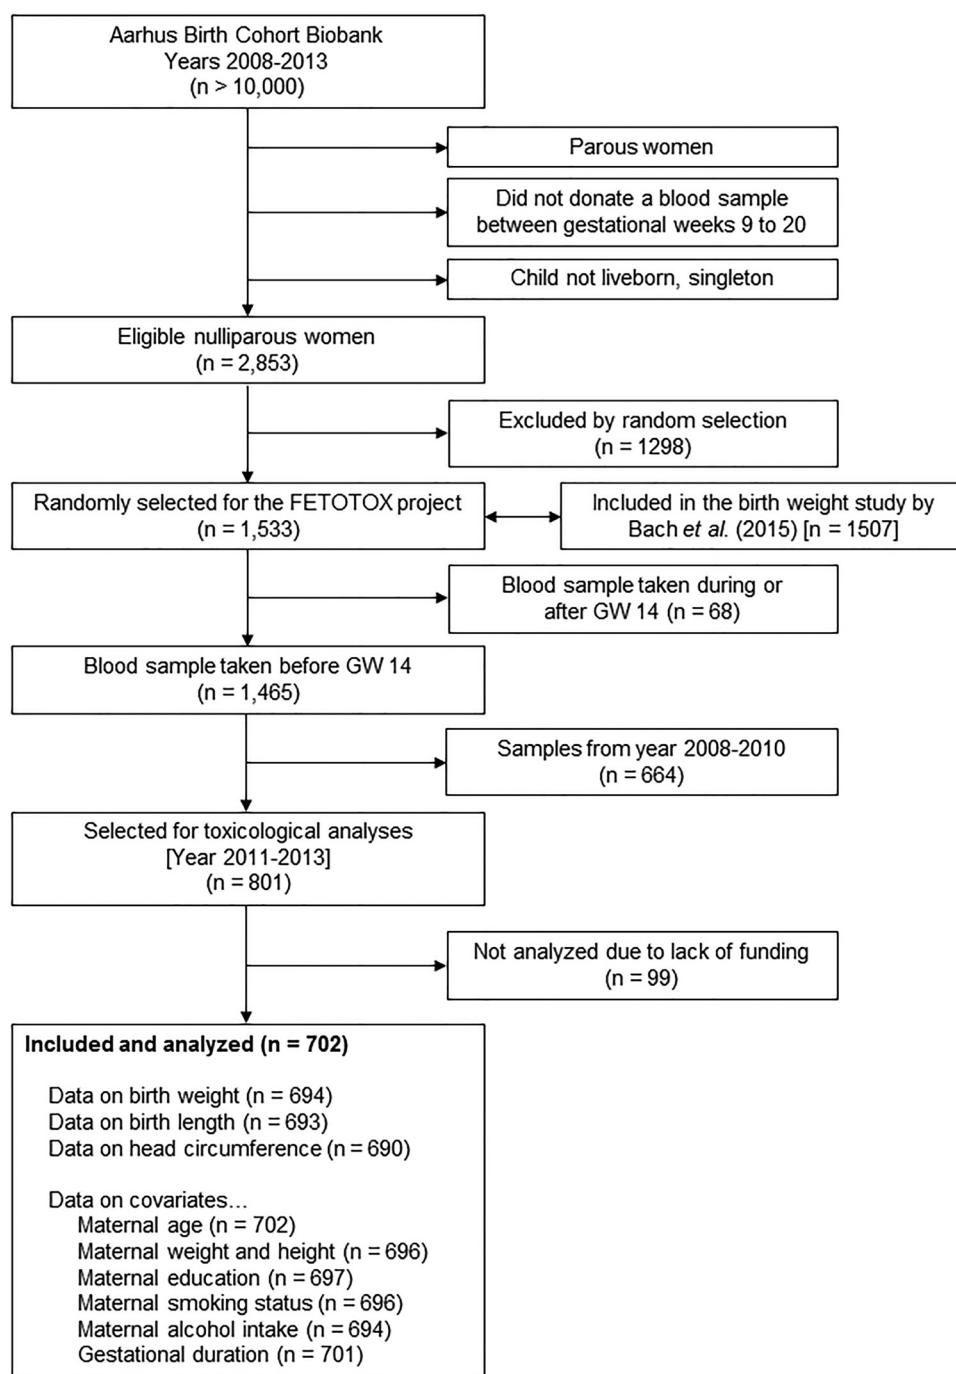 Aarhus Birth Cohort Biobank
Years 2008-2013
(n > 10,000)
Parous women
Did not donate a blood sample
between gestational weeks 9 to 20
Child not liveborn, singleton
Eligible nulliparous women
(n = 2,853)
Excluded by random selection
(n = 1298)
Randomly selected for the FETOTOX project
(n = 1,533)
Included in the birth weight study by
Bach et al. (2015) [n = 1507]
Blood sample taken during or
after GW 14 (n = 68)
Blood sample taken before GW 14
(n = 1,465)
Samples from year 2008-2010
(n = 664)
Selected for toxicological analyses
[Year 2011-2013]
(n = 801)
Not analyzed due to lack of funding
(n = 99)
Included and analyzed (n = 702)
Data on birth weight (n = 694)
Data on birth length (n = 693)
Data on head circumference (n = 690)
Data on covariates…
Maternal age (n = 702)
Maternal weight and height (n = 696)
Maternal education (n = 697)
Maternal smoking status (n = 696)
Maternal alcohol intake (n = 694)
Gestational duration (n = 701)